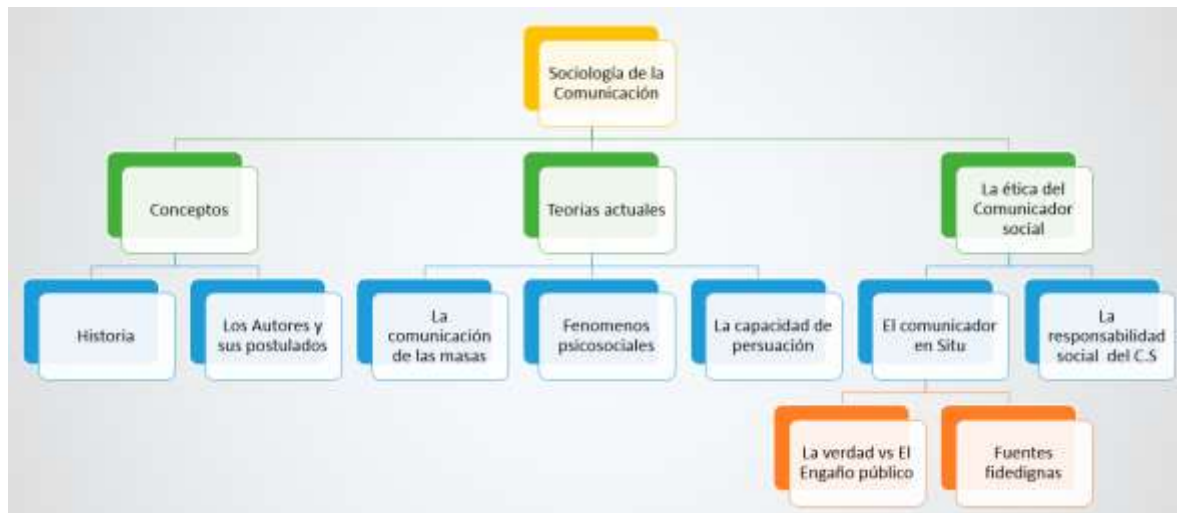 Sociología de la
Comunicación
Conceptos
Teorías actuales
La ética del
Comunicador
social
Historia
Los Autores y
sus postulados
La
comunicación
de las masas
Fenomenos
psicosociales
La capacidad de
persuación
El comunicador
en Situ
La
responsabilidad
social del C.S
La verdad vs El
Engaño público
Fuentes
fidedignas